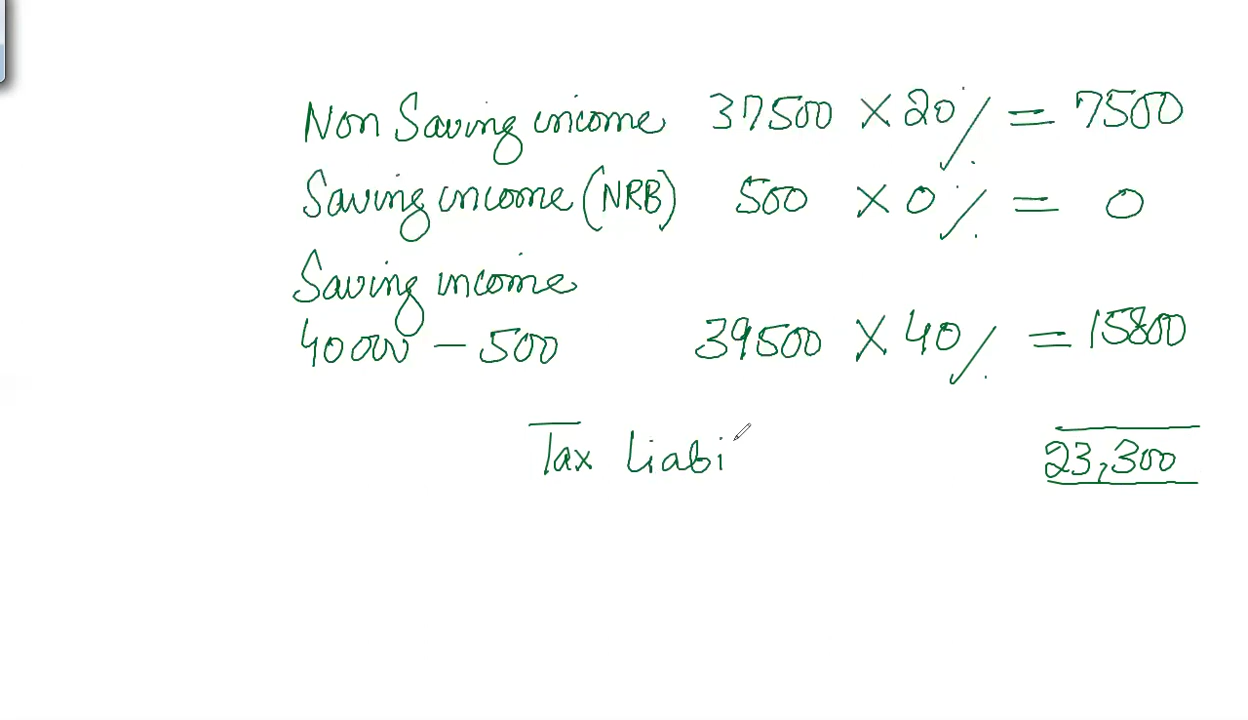 Non Saving income 37500 × 20% = 7500
Saving income (NRB) 500 × 0% = 0
Saving income
40000 - 500 39500 × 40% = 15800
Tax Liabi 23,300